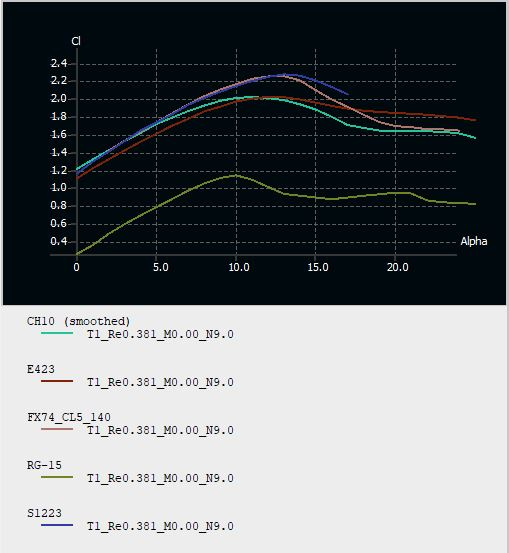 Cl
2.4
2.2
2.0
1.8
1.6
1.4
1.2
1.0
0.8
0.6
0.4
Alpha
0 5.0 10.0 15.0 20.0
CH10 (smoothed)
T1_Re0.381_M0.00_N9.0
E423
T1_Re0.381_M0.00_N9.0
FX74_CL5_140
T1_Re0.381_M0.00_N9.0
RG-15
T1_Re0.381_M0.00_N9.0
S1223
T1_Re0.381_M0.00_N9.0